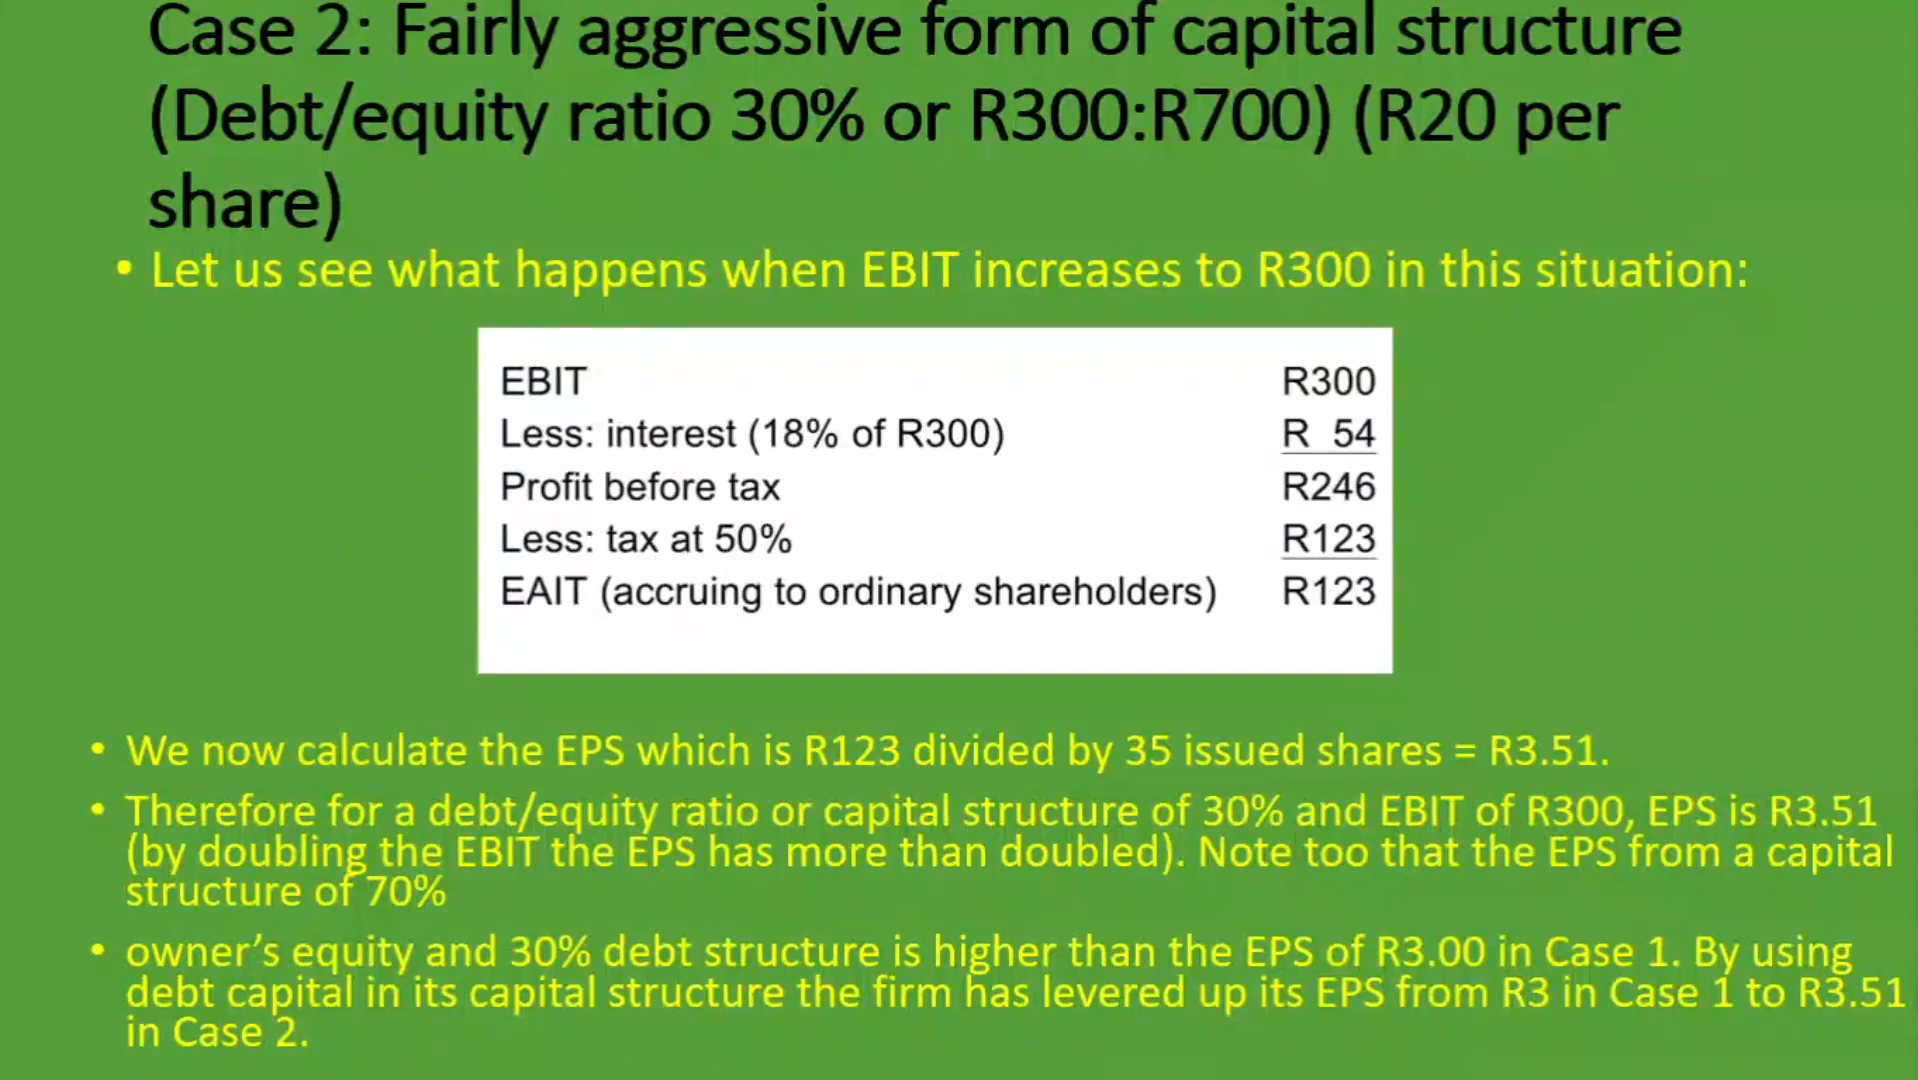 Case 2: Fairly aggressive form of capital structure
(Debt/equity ratio 30% or R300:R700) (R20 per
share)
• Let us see what happens when EBIT increases to R300 in this situation:
EBIT R300
Less: interest (18% of R300) R 54
Profit before tax R246
Less: tax at 50% R123
EAIT (accruing to ordinary shareholders) R123
• We now calculate the EPS which is R123 divided by 35 issued shares = R3.51.
• Therefore for a debt/equity ratio or capital structure of 30% and EBIT of R300, EPS is R3.51
(by doubling the EBIT the EPS has more than doubled). Note too that the EPS from a capital
structure of 70%
• owner’s equity and 30% debt structure is higher than the EPS of R3.00 in Case 1. By using
debt capital in its capital structure the firm has levered up its EPS from R3 in Case 1 to R3.51
in Case 2.